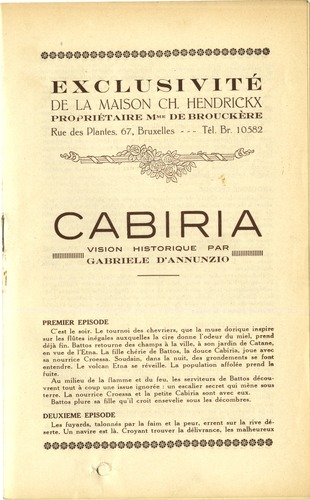 EXCLUSIVITÉ
DE LA MAISON CH. HENDRICKX
PROPRIÉTAIRE MME DE BROUCKÈRE
Rue des Plantes, 67, Bruxelles --- Tél. Br. 10582
CABIRIA
VISION HISTORIQUE PAR
GABRIELE D'ANNUNZIO
PREMIER EPISODE
C'est le soir. Le tournoi des chevriers, que la muse dorique inspire
sur les flûtes inégales auxquelles la cire donne l'odeur du miel, prend
déjà fin. Battos retourne des champs à la ville, à son jardin de Catane,
en vue de l'Etna. La fille chérie de Battos, la douce Cabiria, joue avec
sa nourrice Croessa. Soudain, dans la nuit, des grondements se font
entendre. Le volcan Etna se réveille. La population affolée prend la
fuite.
Au milieu de la flamme et du feu, les serviteurs de Battos décou-
vrent tout à coup une issue ignorée : un escalier secret qui mène sous
terre. La nourrice Croessa et la petite Cabiria sont avec eux.
Battos pleure sa fille qu'il croit ensevelie sous les décombres.
DEUXIEME EPISODE
Les fuyards, talonnés par la faim et la peur, errent sur la rive dé-
serte. Un navire est là. Croyant trouver la délivrance, les malheureux